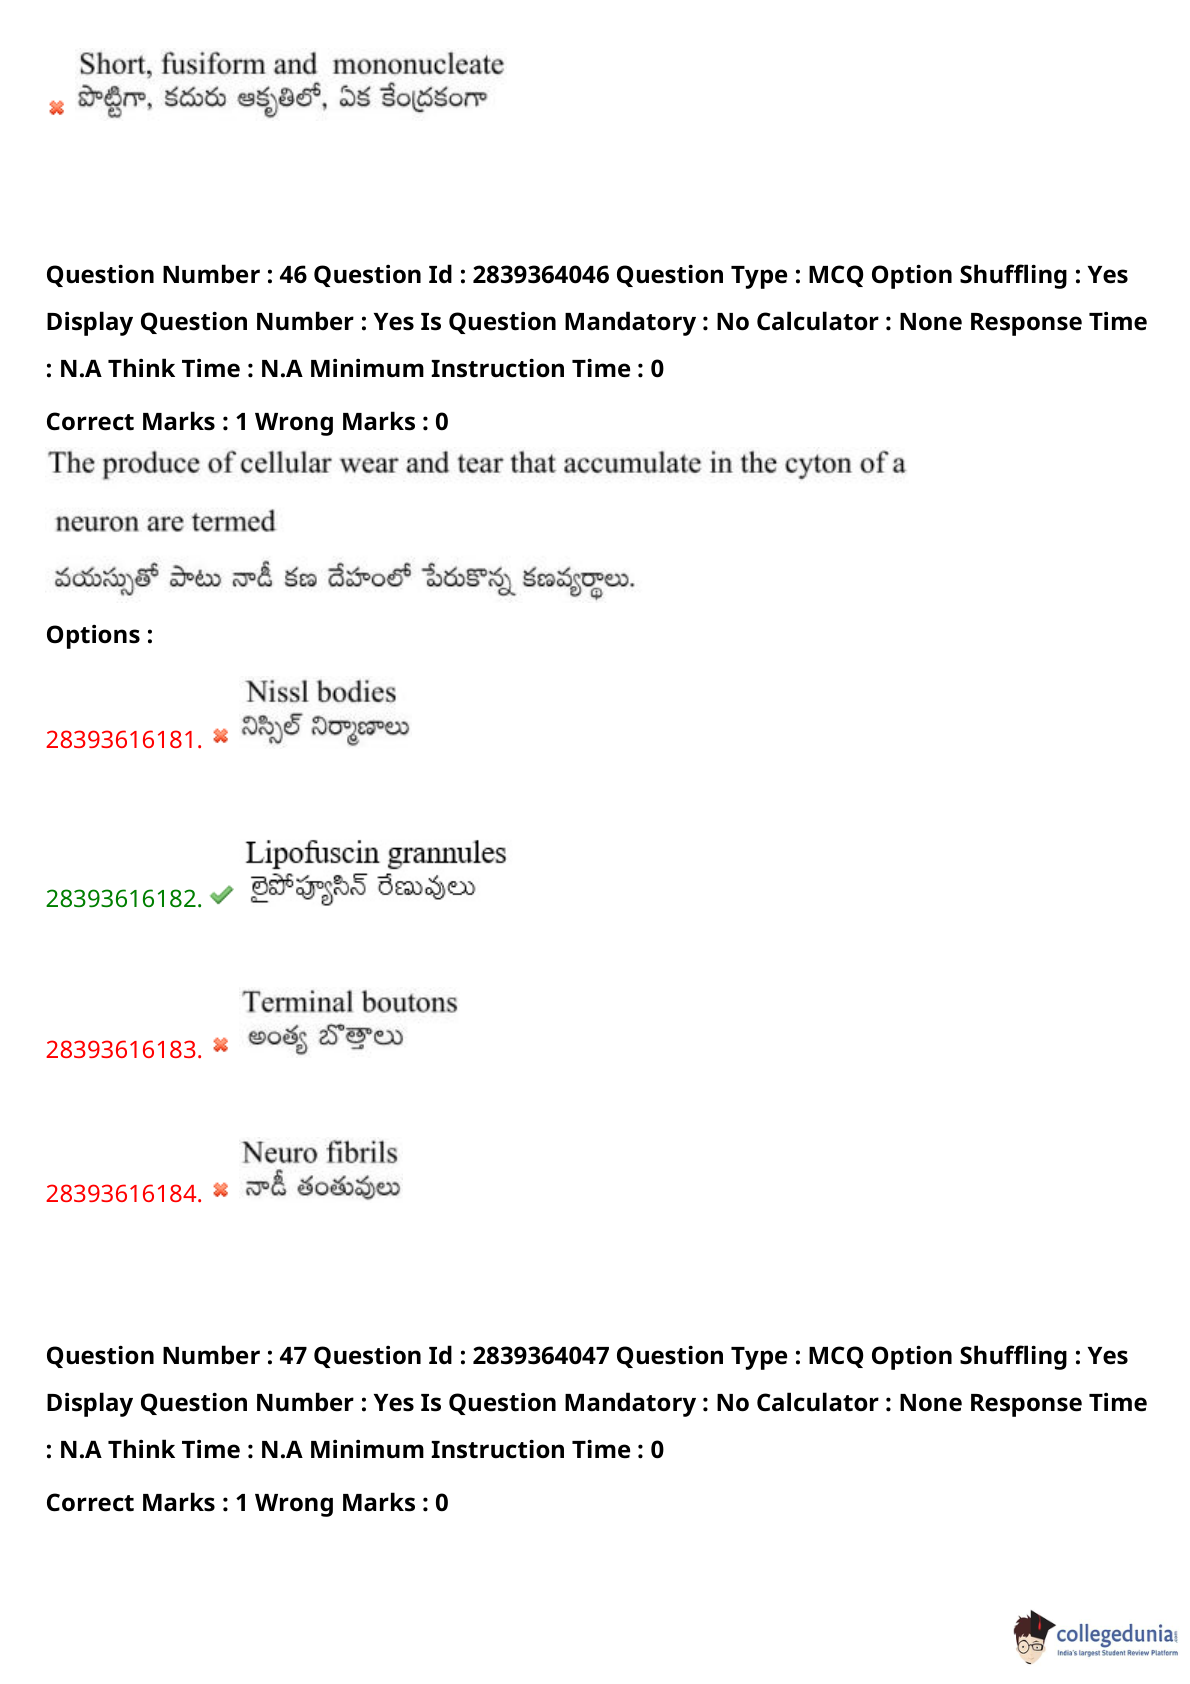 Short, fusiform and mononucleate
పొట్టిగా, కదురు ఆకృతిలో, ఏక కేంద్రకంగా
Question Number : 46 Question Id : 2839364046 Question Type : MCQ Option Shuffling : Yes
Display Question Number : Yes Is Question Mandatory : No Calculator : None Response Time
: N.A Think Time : N.A Minimum Instruction Time : 0
Correct Marks : 1 Wrong Marks : 0
The produce of cellular wear and tear that accumulate in the cyton of a
neuron are termed
వయస్సుతో పాటు నాడీ కణ దేహంలో పేరుకొన్న కణవ్యర్థాలు.
Options :
Nissl bodies
నిస్సిల్ నిర్మాణాలు
28393616181.
Lipofuscin grannules
లైపోఫ్యూసిన్ రేణువులు
28393616182.
Terminal boutons
అంత్య బొత్తాలు
28393616183.
Neuro fibrils
నాడీ తంతువులు
28393616184.
Question Number : 47 Question Id : 2839364047 Question Type : MCQ Option Shuffling : Yes
Display Question Number : Yes Is Question Mandatory : No Calculator : None Response Time
: N.A Think Time : N.A Minimum Instruction Time : 0
Correct Marks : 1 Wrong Marks : 0
collegedunia
India's largest Student Review Platform